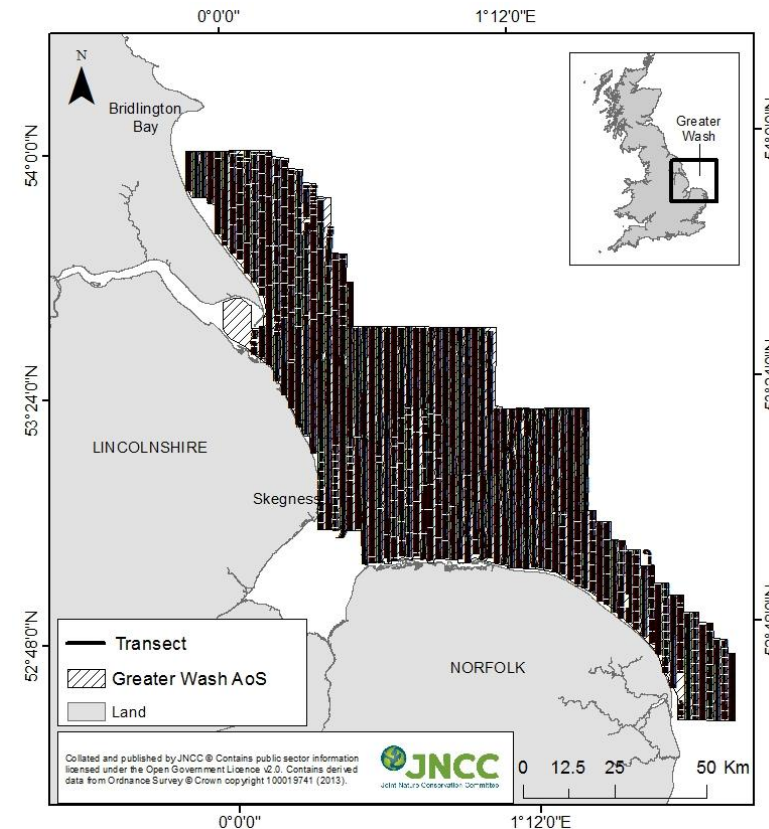 0°0'0"
1°12'0"E
N
Bridlington
Bay
Greater
Wash
54°0'0"N
53°24'0"N
LINCOLNSHIRE
Skegness
52°48'0"N
NORFOLK
Transect
Greater Wash AoS
Land
Collated and published by JNCC © Contains public sector information
licensed under the Open Government Licence v2.0. Contains derived
data from Ordnance Survey © Crown copyright 100019741 (2013).
JNCC
Joint Nature Conservation Committee
0 12.5 25 50 Km
0°0'0"
1°12'0"E